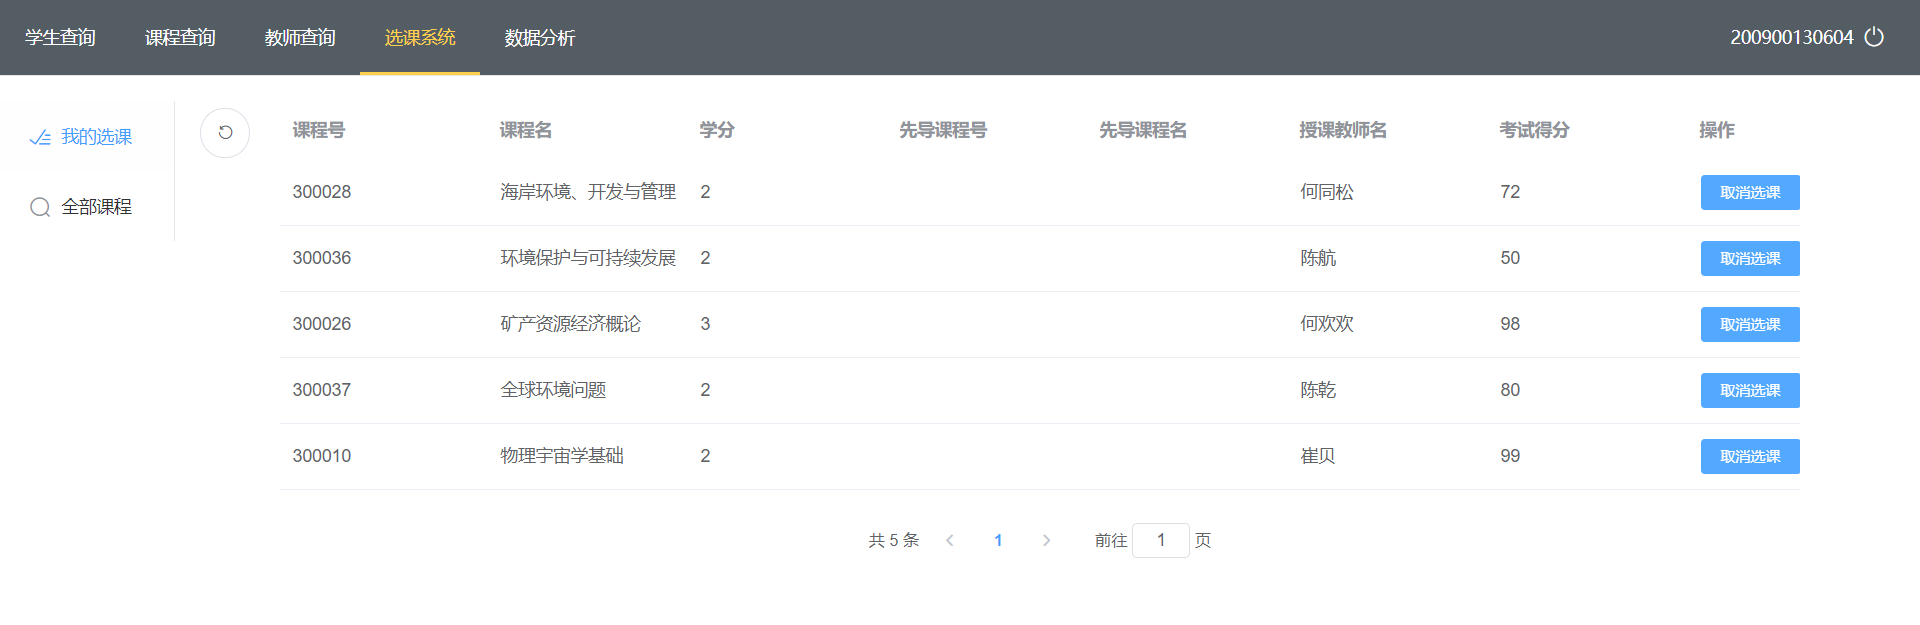 学生查询 课程查询 教师查询 选课系统 数据分析 200900130604
我的选课
全部课程
课程号 课程名 学分 先导课程号 先导课程名 授课教师名 考试得分 操作
300028 海岸环境、开发与管理 2 何同松 72 取消选课
300036 环境保护与可持续发展 2 陈航 50 取消选课
300026 矿产资源经济概论 3 何欢欢 98 取消选课
300037 全球环境问题 2 陈乾 80 取消选课
300010 物理宇宙学基础 2 崔贝 99 取消选课
共 5 条 1 前往 1 页